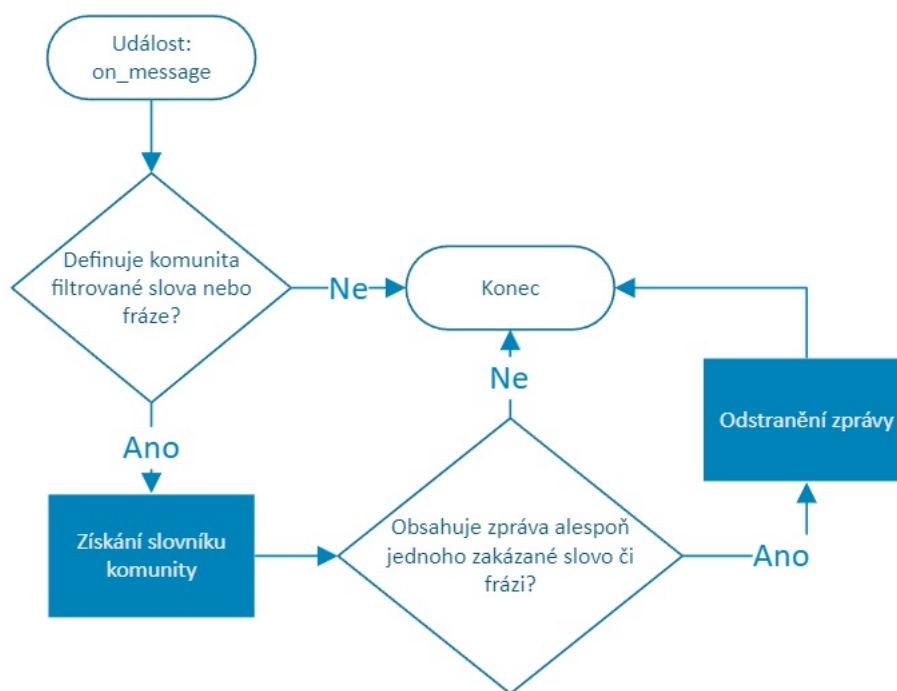 Událost:
on_message
Definuje komunita
filtrované slova nebo
fráze?
Ne
Konec
Ne
Odstranění zprávy
Ano
Získání slovníku
komunity
Obsahuje zpráva alespoň
jednoho zakázané slovo či
frázi?
Ano